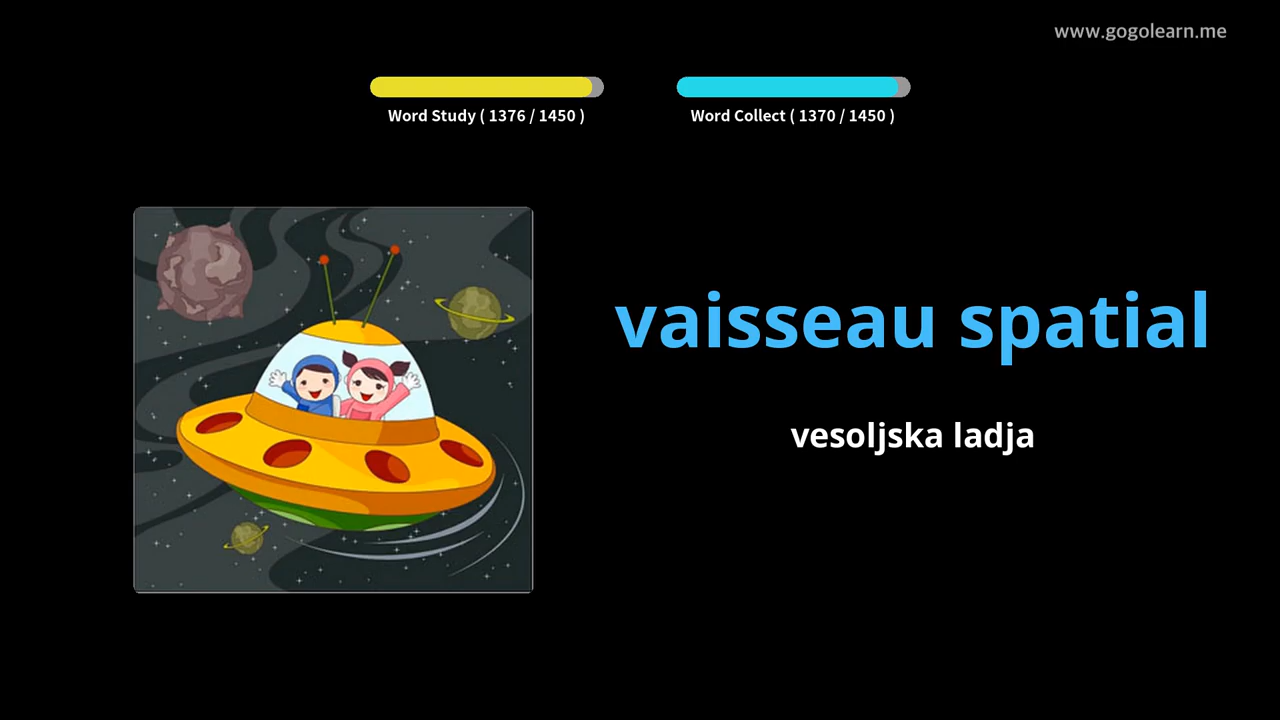 www.gogolearn.me
Word Study ( 1376 / 1450 )
Word Collect ( 1370 / 1450 )
vaisseau spatial
vesoljska ladja